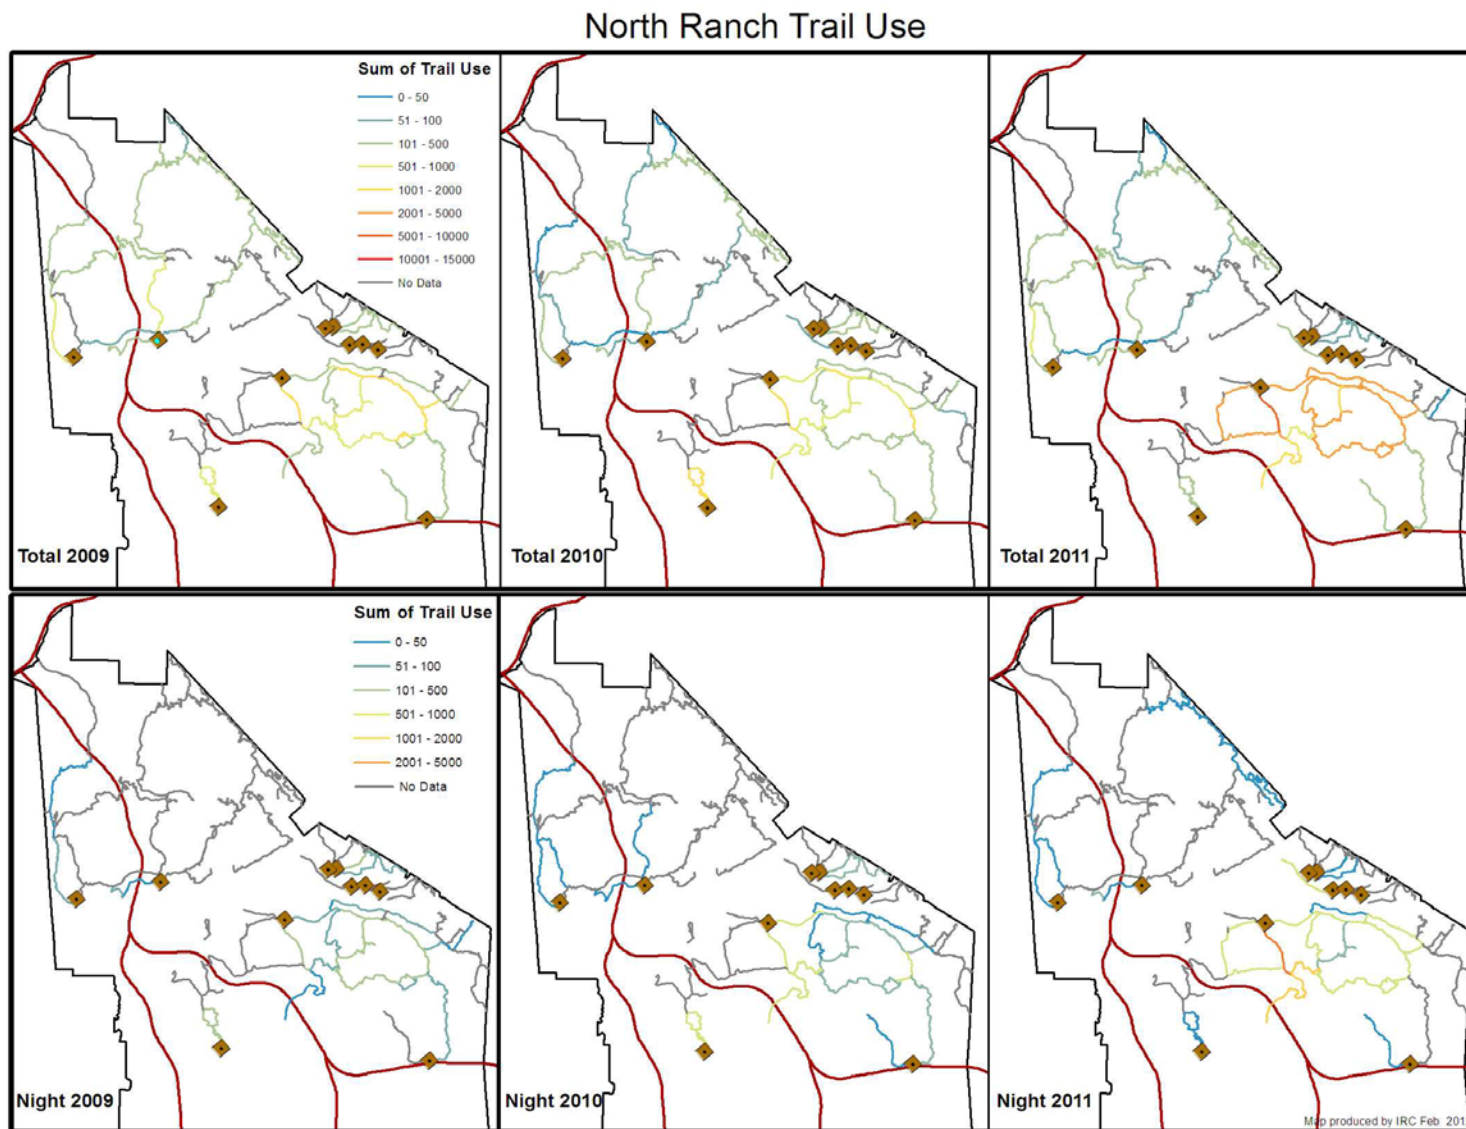 North Ranch Trail Use
Sum of Trail Use
0 - 50
51 - 100
101 - 500
501 - 1000
1001 - 2000
2001 - 5000
5001 - 10000
10001 - 15000
No Data
Total 2009
Total 2010
Total 2011
Sum of Trail Use
0 - 50
51 - 100
101 - 500
501 - 1000
1001 - 2000
2001 - 5000
No Data
Night 2009
Night 2010
Night 2011
Map produced by IRC Feb 201